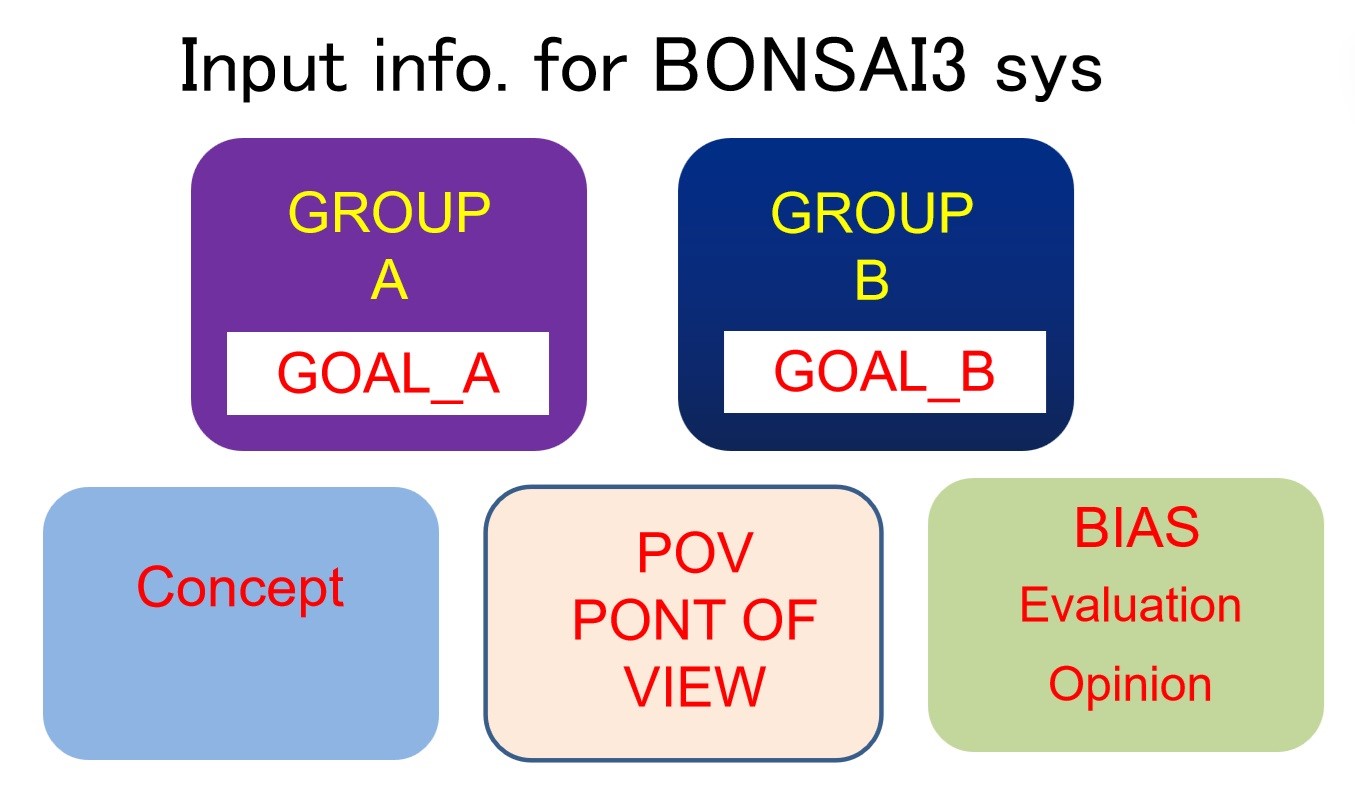 Input info. for BONSAI3 sys
GROUP
A
GOAL_A
GROUP
B
GOAL_B
Concept
POV
PONT OF
VIEW
BIAS
Evaluation
Opinion